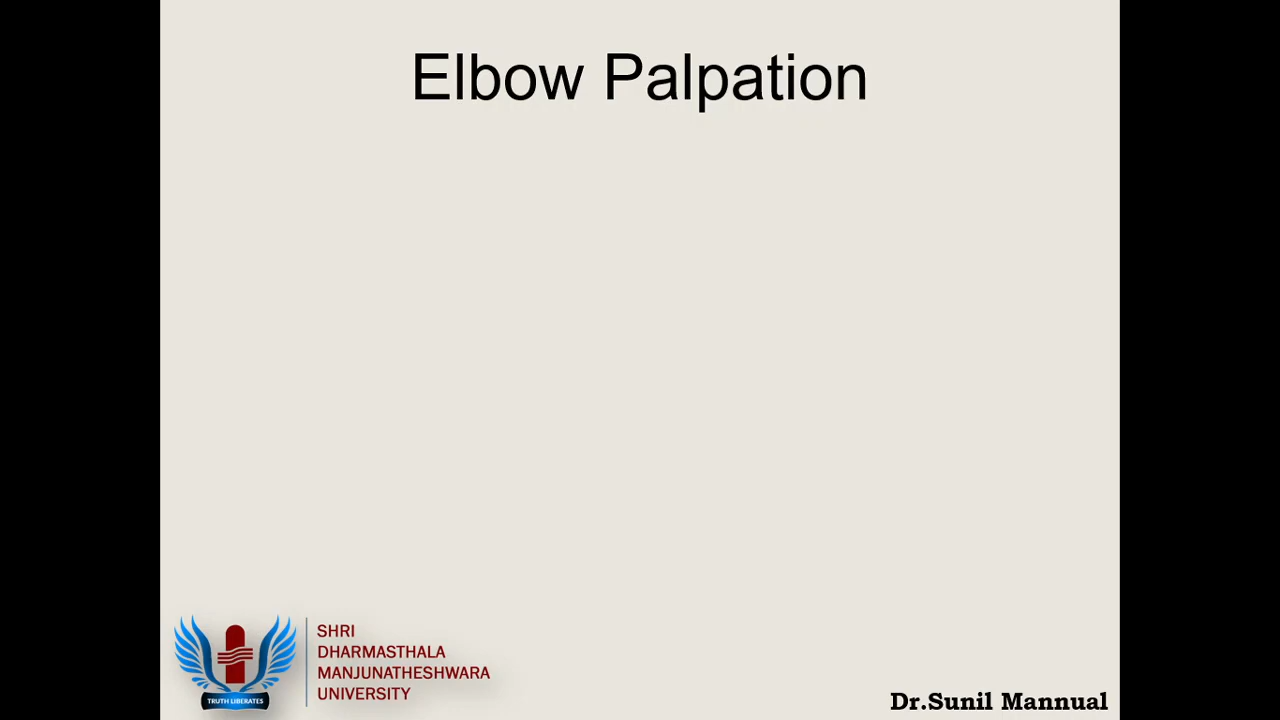 Elbow Palpation
SHRI
DHARMASTHALA
MANJUNATHESHWARA
UNIVERSITY
TRUTH LIBERATES
Dr.Sunil Mannual